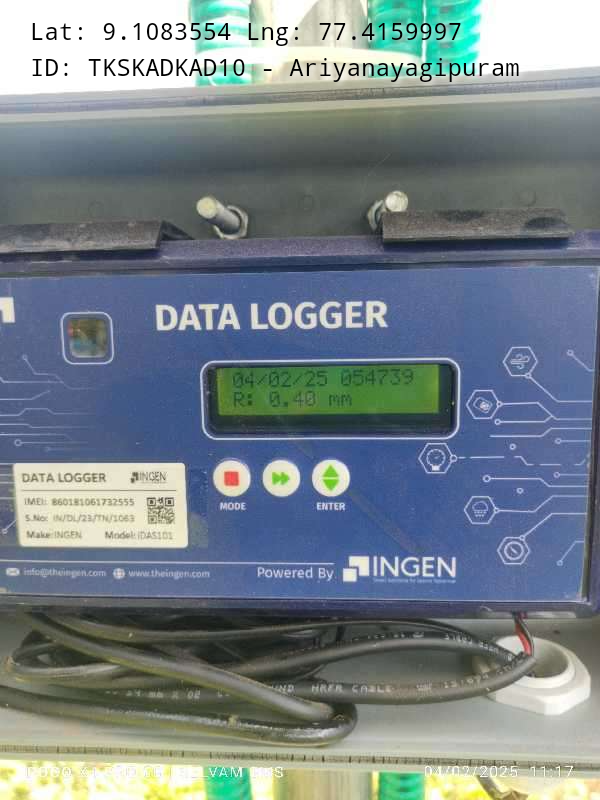 Lat: 9.1083554 Lng: 77.4159997
ID: TKSKADKAD10 - Ariyanayagipuram
DATA LOGGER
04/02/25 054739
R: 0.40 mm
DATA LOGGER INGEN
IMEI: 860181061732555
S.No: IN/DL/23/TN/1063
Make: INGEN Model: iDAS101
MODE
ENTER
info@theingen.com www.theingen.com
Powered By INGEN
HRFR CABLE
04/02/2025 11:17